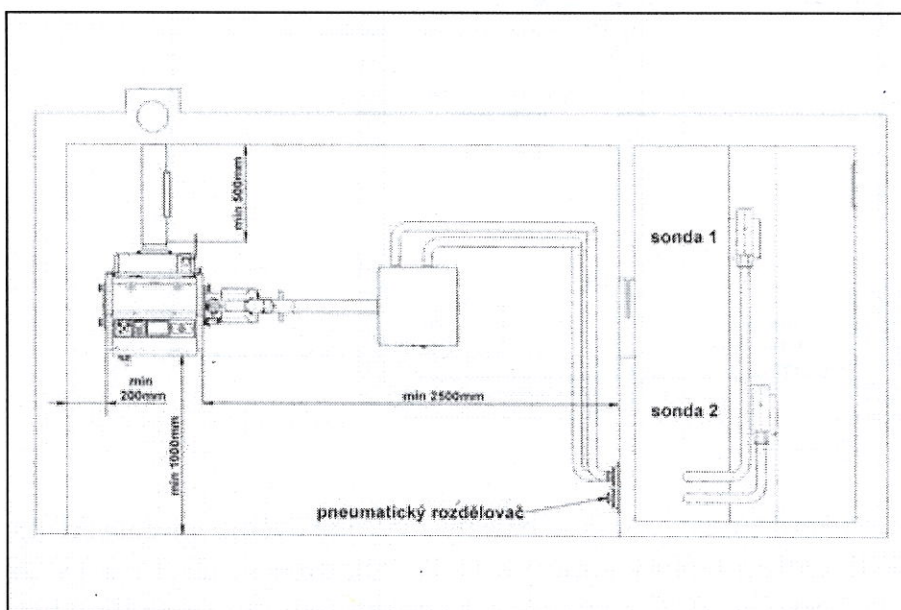 min 500mm
sonda 1
min
200mm
min 2500mm
sonda 2
min 1000mm
pneumatický rozdělovač